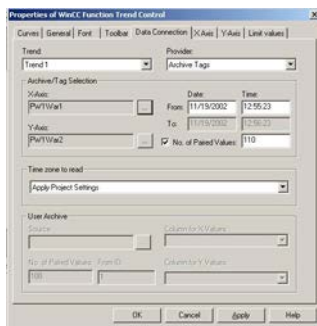 Properties of WinCC Function Trend Control
Curves General Font Toolbar Data Connection X Axis Y-Axis Limit values
Trend: Provider:
Trend 1 Archive Tags
Archive/Tag Selection
X-Axis: Date: Time:
PW1\Var1 ... From: 11/19/2002 12:55:23
To: 11/19/2002 12:56:23
Y-Axis:
PW1\Var2 ... No. of Paired Values: 110
Time zone to read
Apply Project Settings
User Archive
Source: Column for X Values:
No. of Paired Values: From ID: Column for Y Values:
100 1
OK Cancel Apply Help